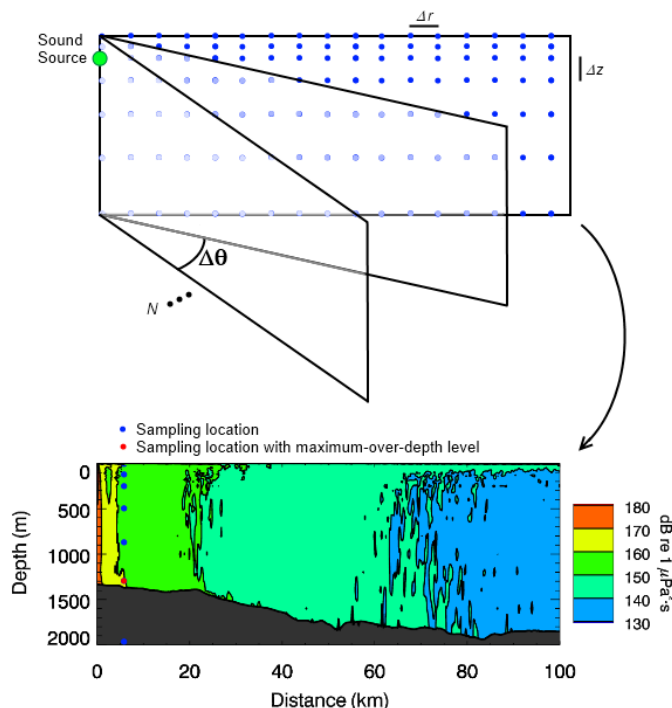 Δr
Sound
Source
Δz
Δθ
N
Sampling location
Sampling location with maximum-over-depth level
0
500
1000
1500
2000
Depth (m)
0 20 40 60 80 100
Distance (km)
180
170
160
150
140
130
dB re 1 μPa²·s